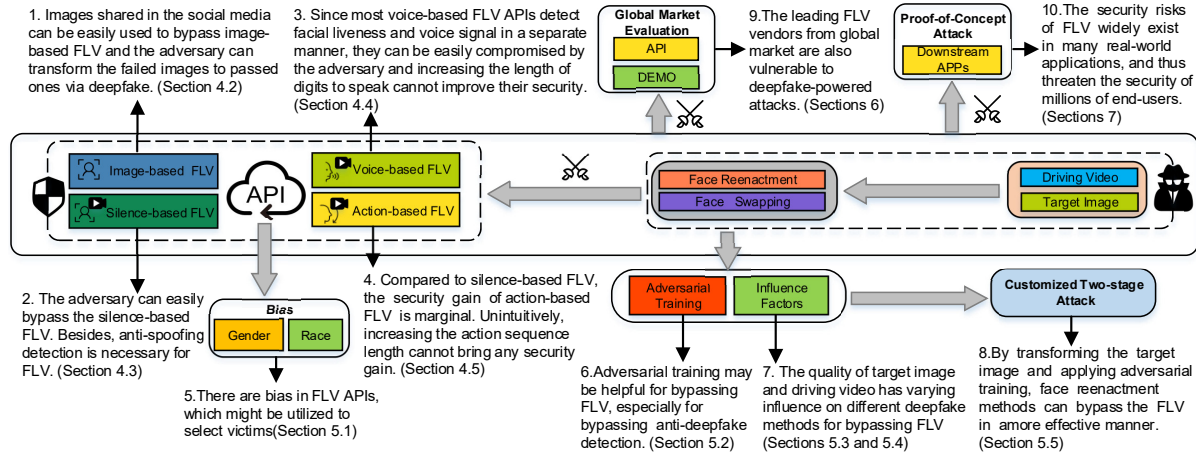 1. Images shared in the social media
can be easily used to bypass image-
based FLV and the adversary can
transform the failed images to passed
ones via deepfake. (Section 4.2)
3. Since most voice-based FLV APIs detect
facial liveness and voice signal in a separate
manner, they can be easily compromised by
the adversary and increasing the length of
digits to speak cannot improve their security.
(Section 4.4)
Global Market
Evaluation
API
DEMO
9.The leading FLV
vendors from global
market are also
vulnerable to
deepfake-powered
attacks. (Sections 6)
Proof-of-Concept
Attack
Downstream
APPs
10. The security risks
of FLV widely exist
in many real-world
applications, and thus
threaten the security of
millions of end-users.
(Sections 7)
Image-based FLV
Silence-based FLV
API
Voice-based FLV
Action-based FLV
Face Reenactment
Face Swapping
Driving Video
Target Image
2. The adversary can easily
bypass the silence-based
FLV. Besides, anti-spoofing
detection is necessary for
FLV. (Section 4.3)
Bias
Gender
Race
4. Compared to silence-based FLV,
the security gain of action-based
FLV is marginal. Unintuitively,
increasing the action sequence
length cannot bring any security
gain. (Section 4.5)
Adversarial
Training
Influence
Factors
Customized Two-stage
Attack
5.There are bias in FLV APIs,
which might be utilized to
select victims(Section 5.1)
6.Adversarial training may
be helpful for bypassing
FLV, especially for
bypassing anti-deepfake
detection. (Section 5.2)
7. The quality of target image
and driving video has varying
influence on different deepfake
methods for bypassing FLV
(Sections 5.3 and 5.4)
8.By transforming the target
image and applying adversarial
training, face reenactment
methods can bypass the FLV
in amore effective manner.
(Section 5.5)